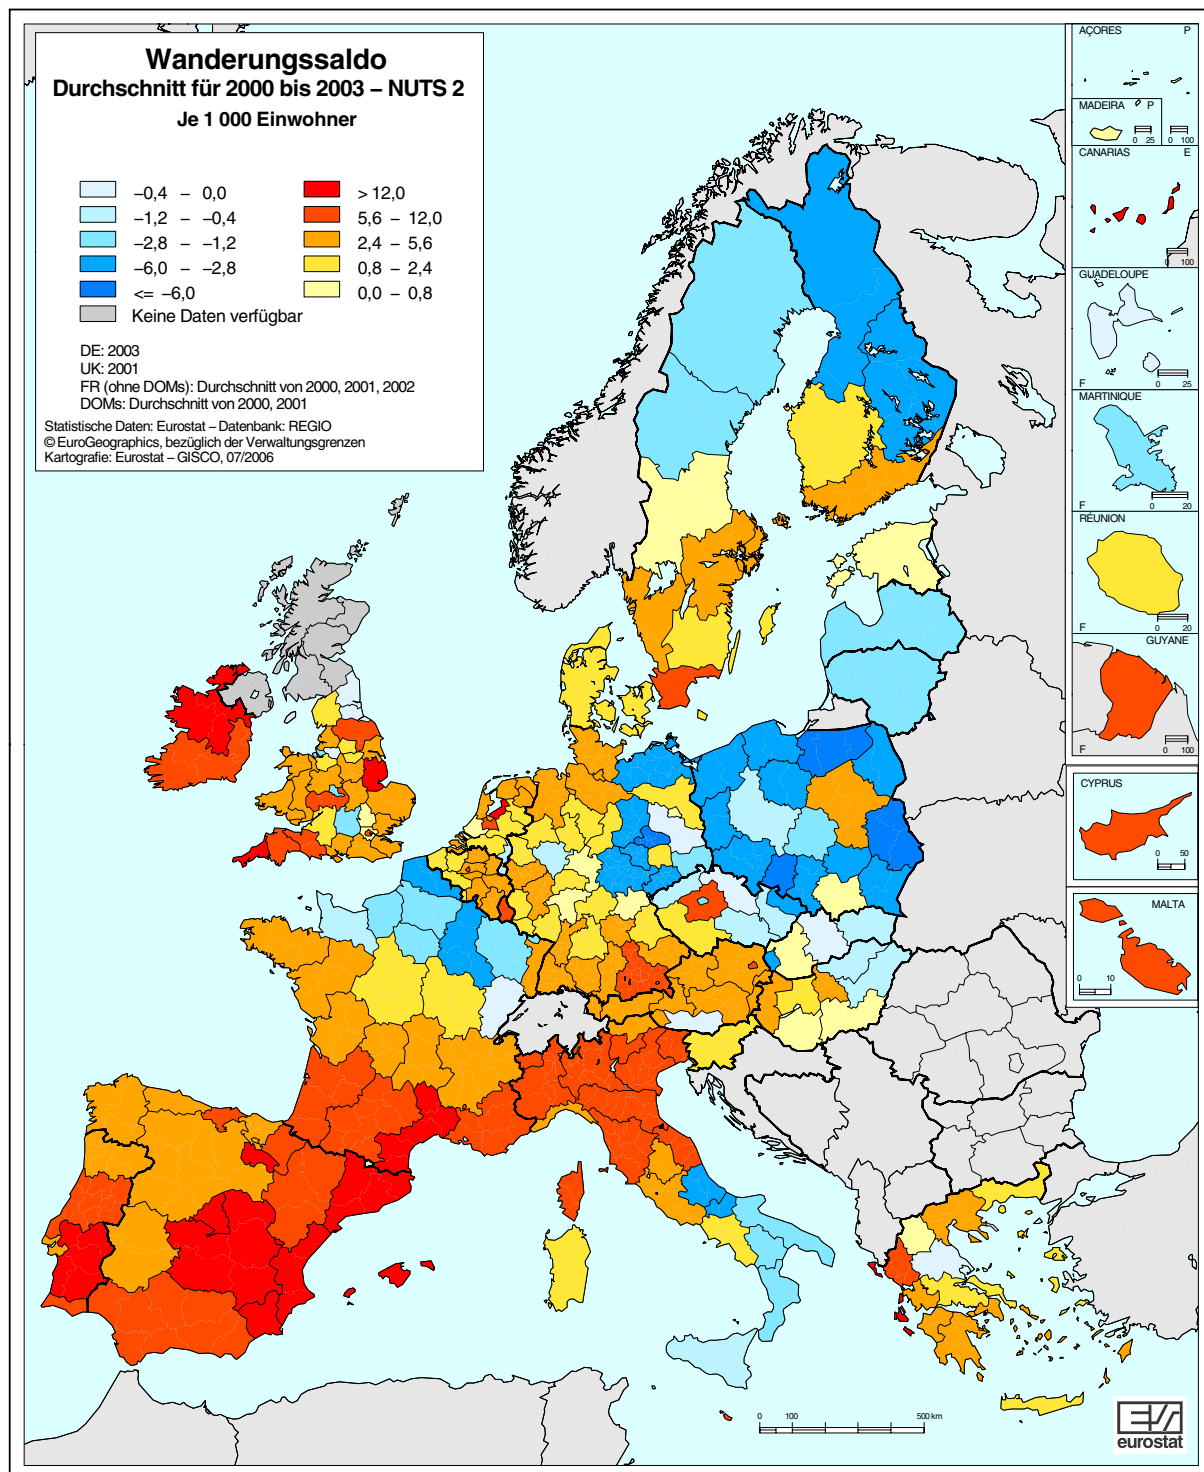 Wanderungssaldo
Durchschnitt für 2000 bis 2003 – NUTS 2
Je 1 000 Einwohner
−0,4 – 0,0
−1,2 – −0,4
−2,8 – −1,2
−6,0 – −2,8
<= −6,0
Keine Daten verfügbar
> 12,0
5,6 – 12,0
2,4 – 5,6
0,8 – 2,4
0,0 – 0,8
DE: 2003
UK: 2001
FR (ohne DOMs): Durchschnitt von 2000, 2001, 2002
DOMs: Durchschnitt von 2000, 2001
Statistische Daten: Eurostat – Datenbank: REGIO
© EuroGeographics, bezüglich der Verwaltungsgrenzen
Kartografie: Eurostat – GISCO, 07/2006
AÇORES P
MADEIRA P
0 25
0 100
CANARIAS E
0 100
GUADELOUPE
F
0 25
MARTINIQUE
F
0 20
RÉUNION
F
0 20
GUYANE
F
0 100
CYPRUS
0 50
MALTA
0 10
0 100 500 km
eurostat